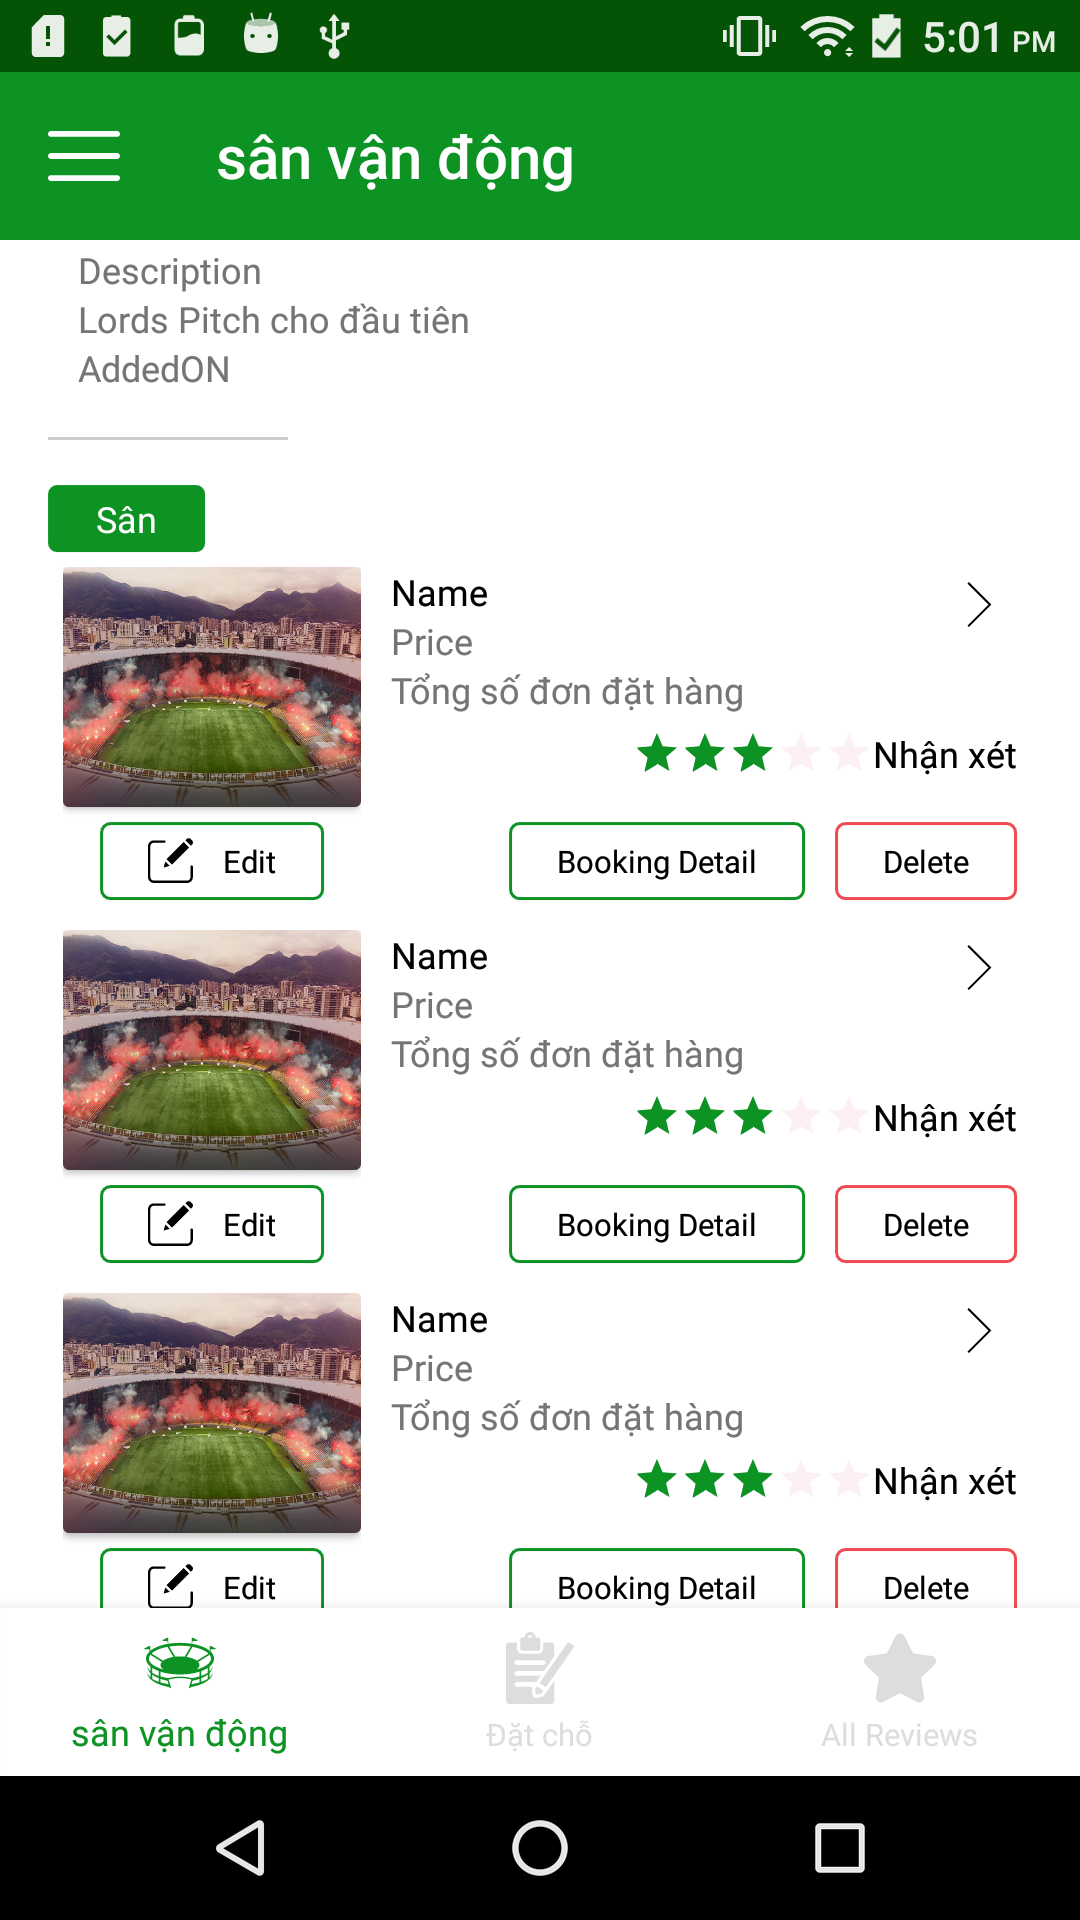 5:01 PM
sân vận động
Description
Lords Pitch cho đầu tiên
AddedON
Sân
Name
Price
Tổng số đơn đặt hàng
Nhận xét
Edit
Booking Detail
Delete
Name
Price
Tổng số đơn đặt hàng
Nhận xét
Edit
Booking Detail
Delete
Name
Price
Tổng số đơn đặt hàng
Nhận xét
Edit
Booking Detail
Delete
sân vận động
Đặt chỗ
All Reviews